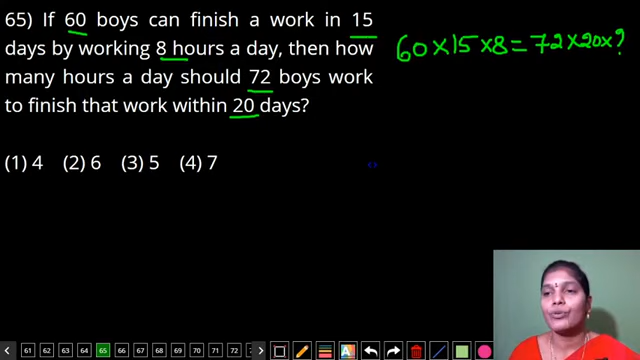 65) If 60 boys can finish a work in 15
days by working 8 hours a day, then how
many hours a day should 72 boys work
to finish that work within 20 days?
60×15×8=72×20×?
(1) 4 (2) 6 (3) 5 (4) 7
61 62 63 64 65 66 67 68 69 70 71 72